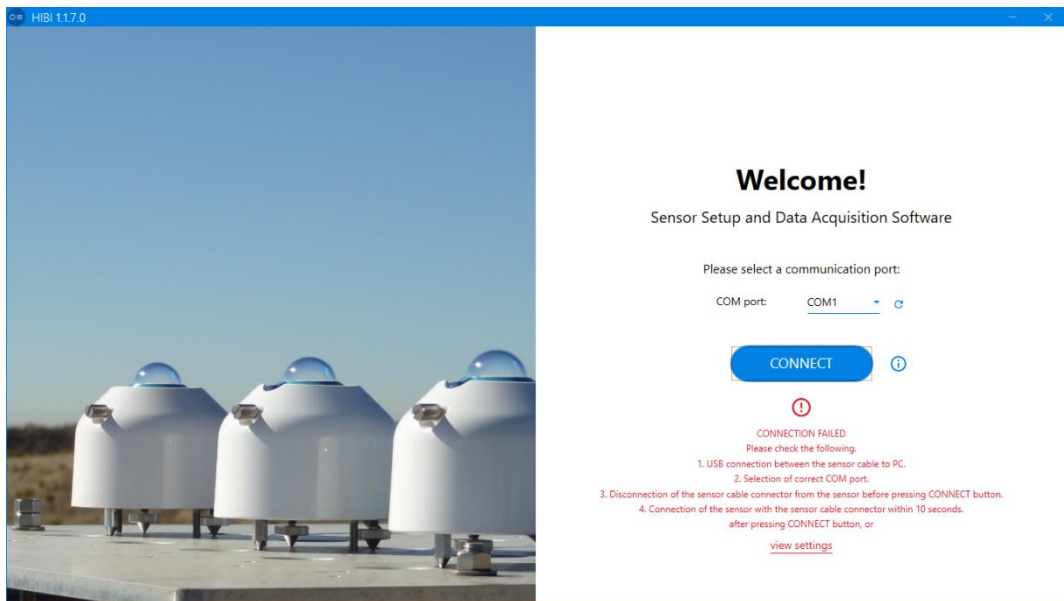 HIBI 1.1.7.0
Welcome!
Sensor Setup and Data Acquisition Software
Please select a communication port:
COM port: COM1
CONNECT
CONNECTION FAILED
Please check the following.
1. USB connection between the sensor cable to PC.
2. Selection of correct COM port.
3. Disconnection of the sensor cable connector from the sensor before pressing CONNECT button.
4. Connection of the sensor with the sensor cable connector within 10 seconds.
after pressing CONNECT button, or
view settings